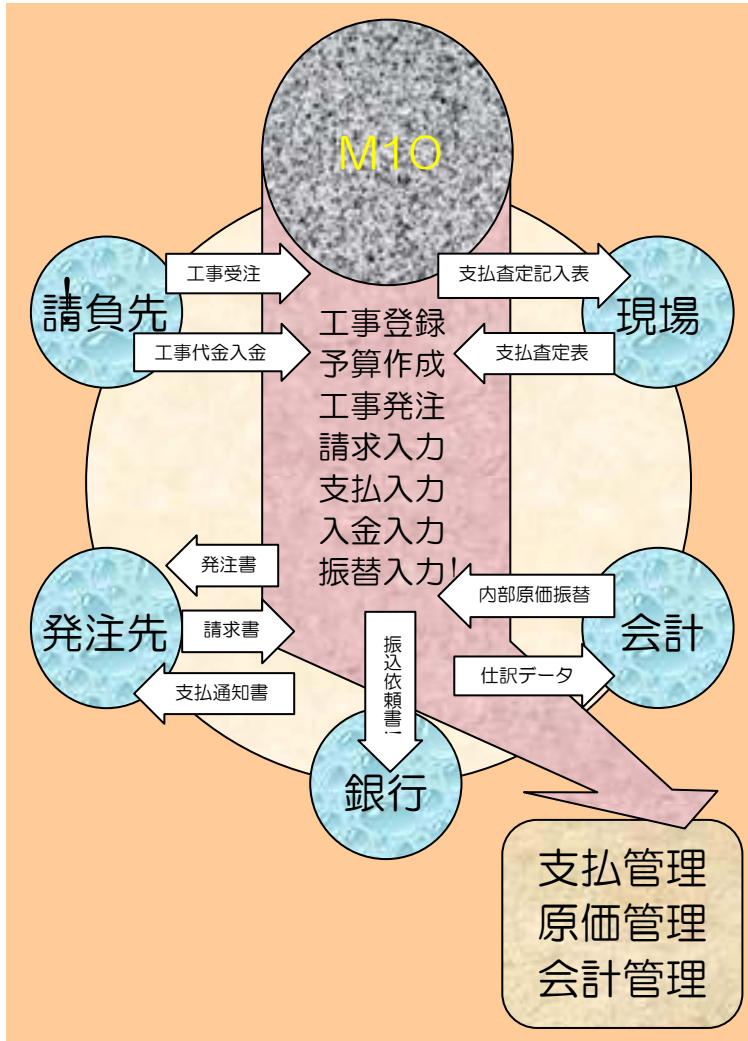 M10
工事受注
支払査定記入表
請負先
現場
工事代金入金
支払査定表
工事登録
予算作成
工事発注
請求入力
支払入力
入金入力
振替入力!
発注書
内部原価振替
発注先
請求書
会計
支払通知書
振込依頼書!
仕訳データ
銀行
支払管理
原価管理
会計管理